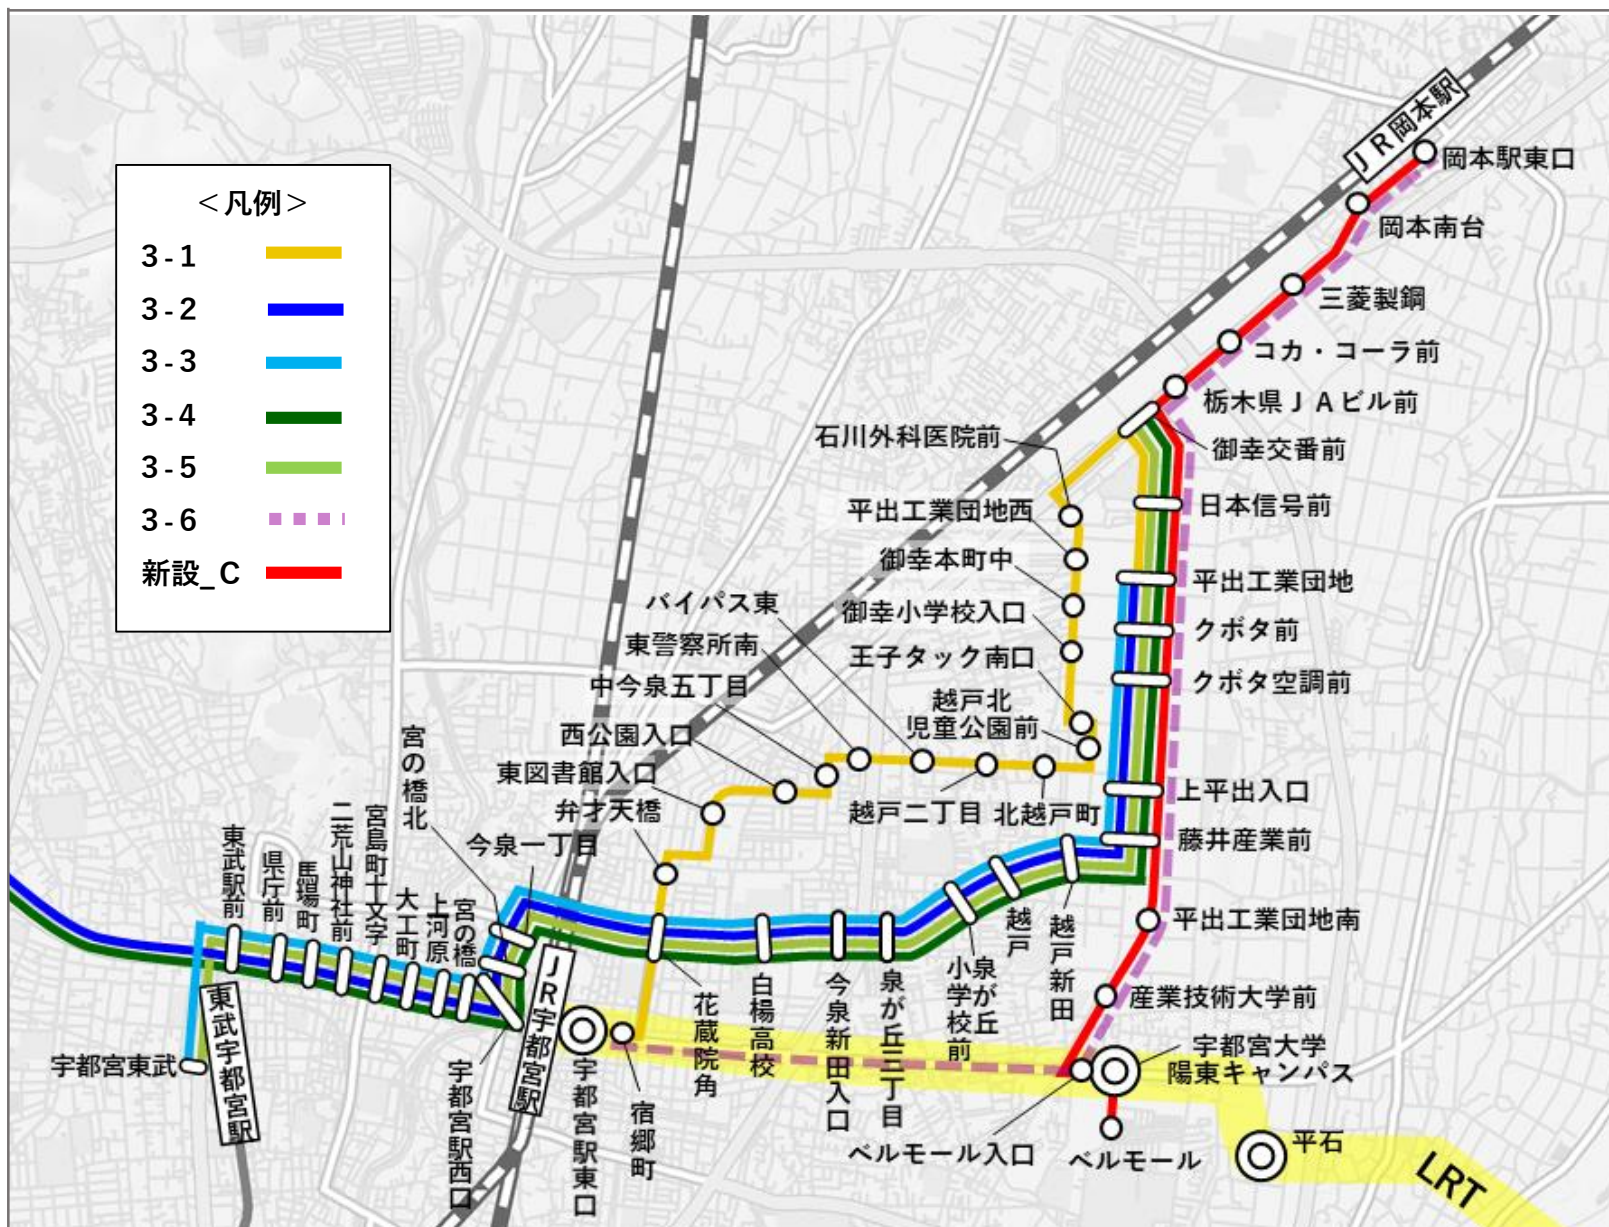 ＜凡例＞
3-1
3-2
3-3
3-4
3-5
3-6
新設_C
ＪＲ岡本駅
岡本駅東口
岡本南台
三菱製鋼
コカ・コーラ前
栃木県ＪＡビル前
御幸交番前
日本信号前
平出工業団地
クボタ前
クボタ空調前
上平出入口
藤井産業前
平出工業団地南
産業技術大学前
宇都宮大学
陽東キャンパス
平石
LRT
ベルモール
ベルモール入口
石川外科医院前
平出工業団地西
御幸本町中
御幸小学校入口
王子タック南口
越戸北
児童公園前
北越戸町
越戸二丁目
バイパス東
東警察所南
中今泉五丁目
西公園入口
東図書館入口
弁才天橋
今泉一丁目
宮の橋北
東武駅前
県庁前
馬場町
二荒山神社前
宮島町十文字
大工町
上河原
宮の橋
宇都宮東武
東武宇都宮駅
宇都宮駅西口
ＪＲ宇都宮駅
宇都宮駅東口
宿郷町
花蔵院角
白楊高校
今泉新田入口
泉が丘三丁目
泉が丘
小学校前
越戸
越戸新田